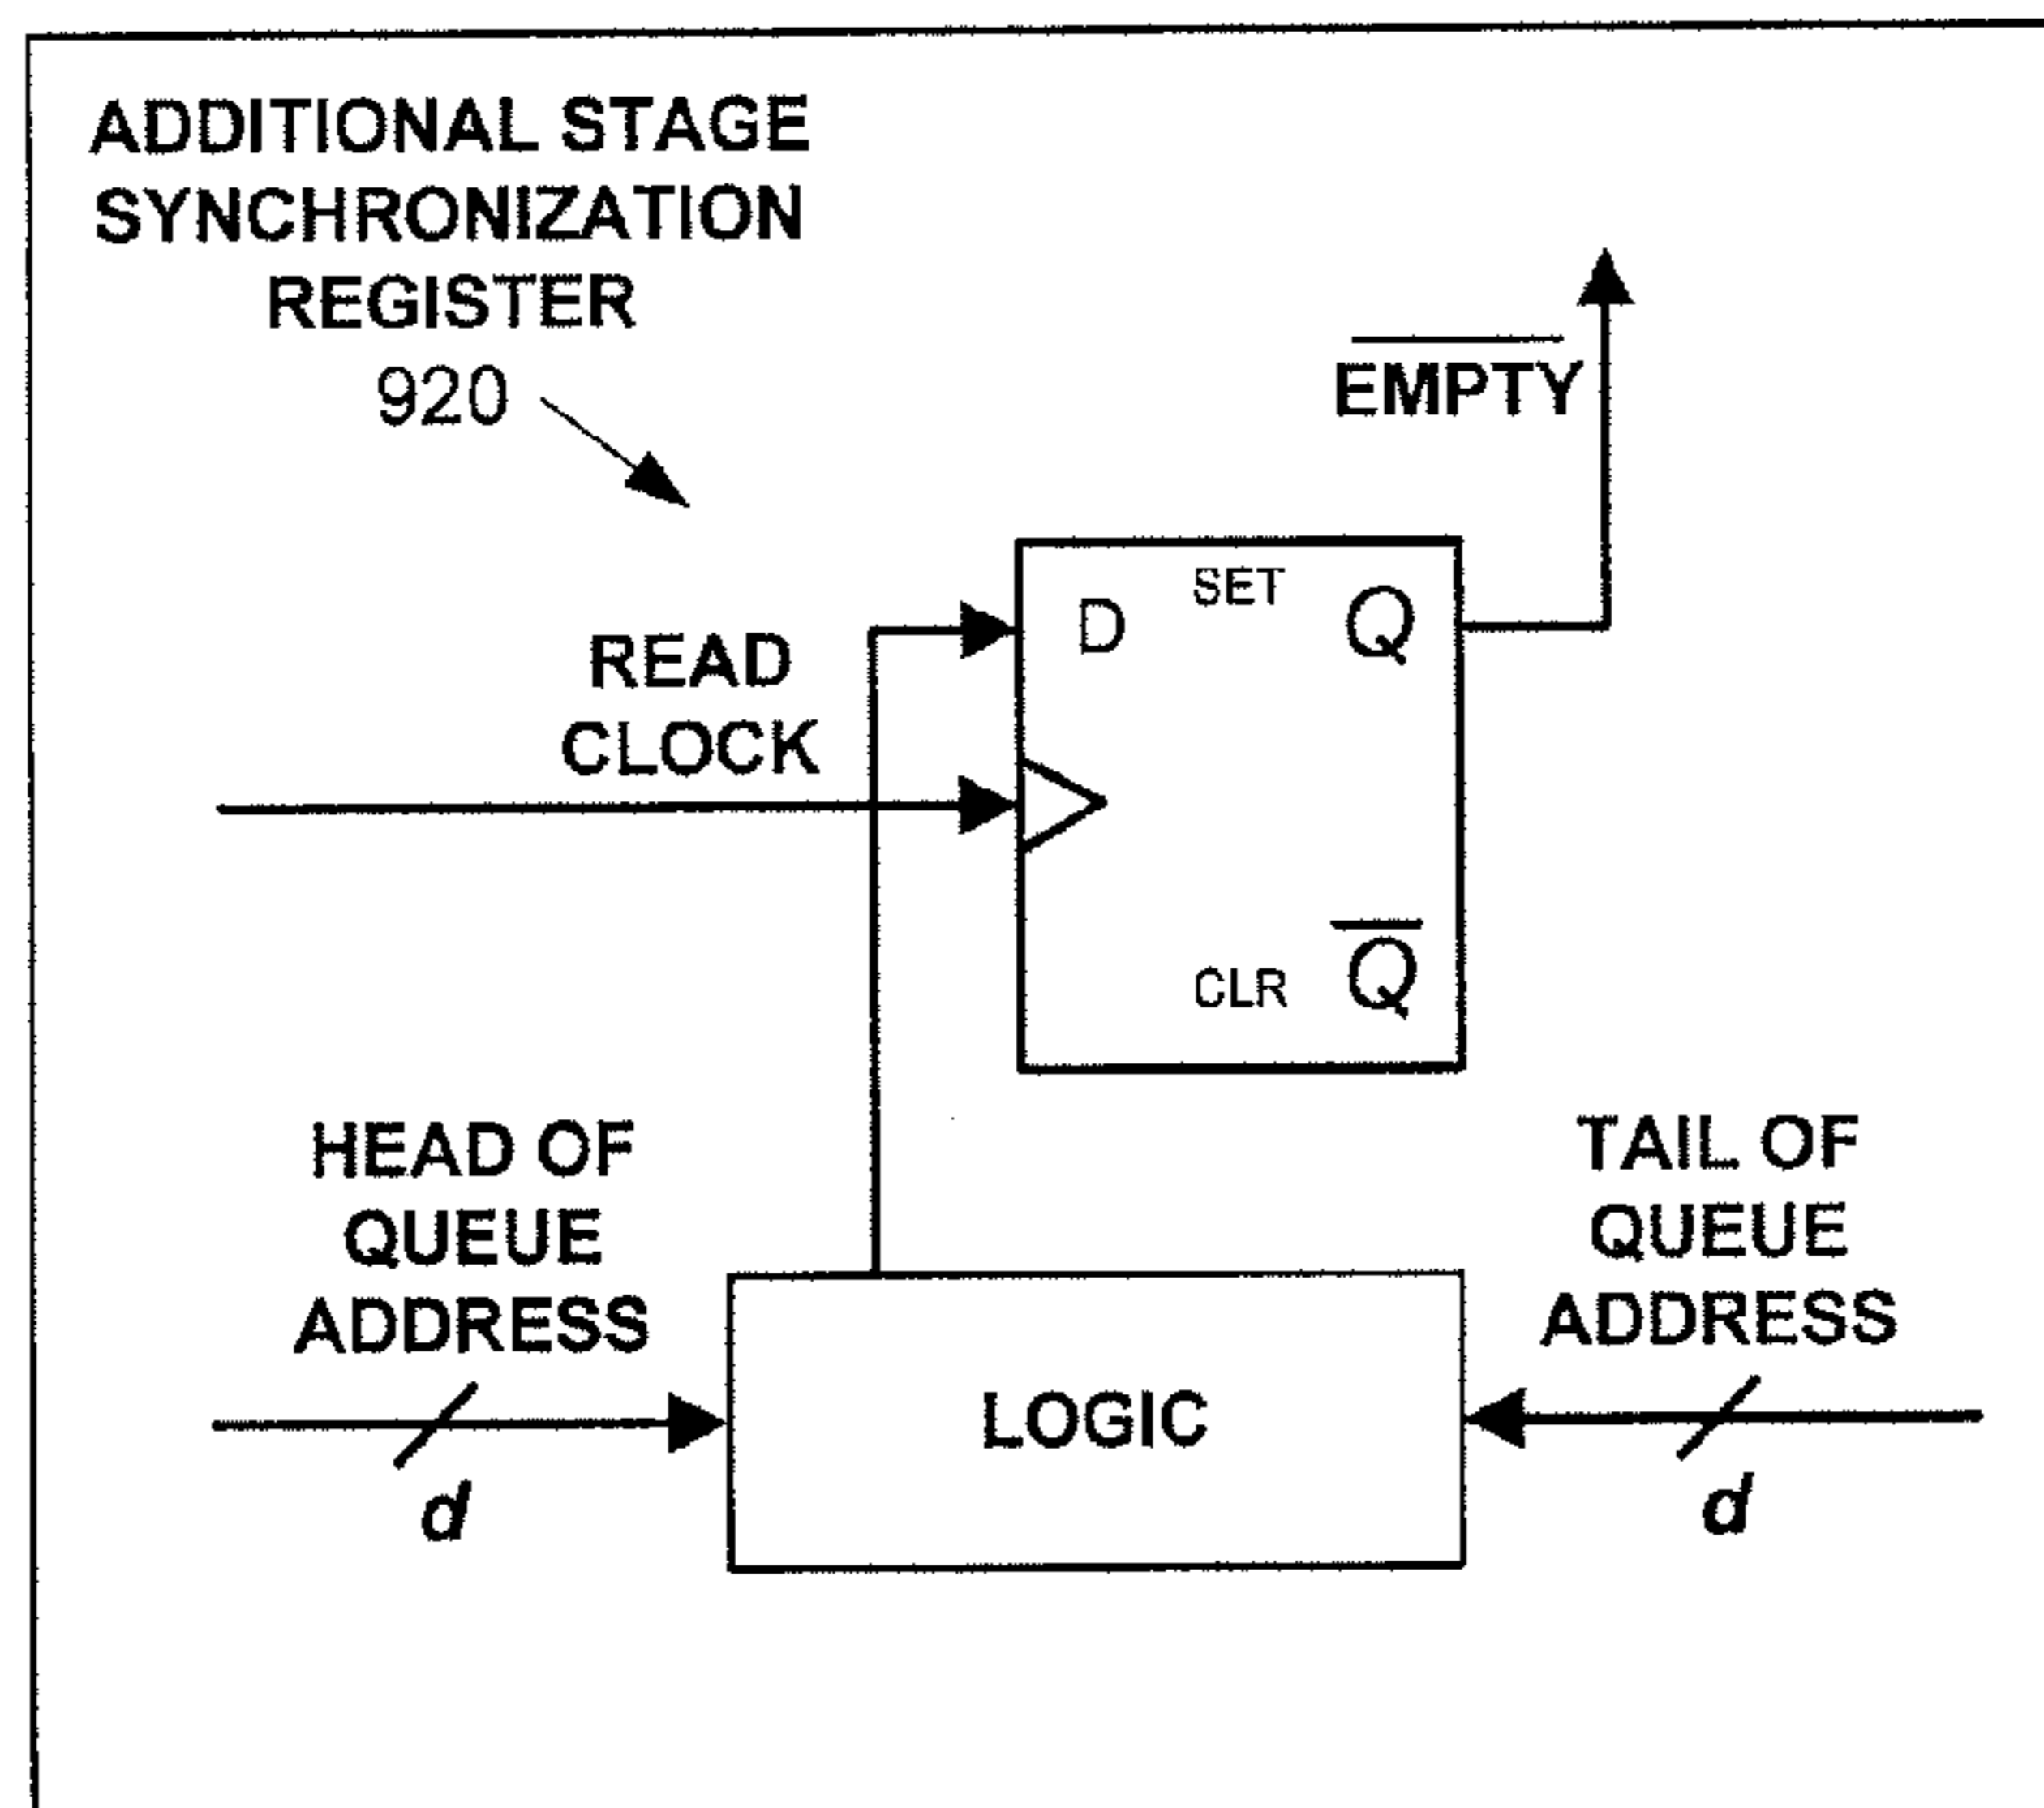 ADDITIONAL STAGE
SYNCHRONIZATION
REGISTER
920
EMPTY
SET
D
Q
READ
CLOCK
CLR
Q
HEAD OF
QUEUE
ADDRESS
TAIL OF
QUEUE
ADDRESS
LOGIC
d
d